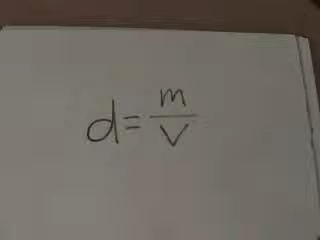 d = m/V